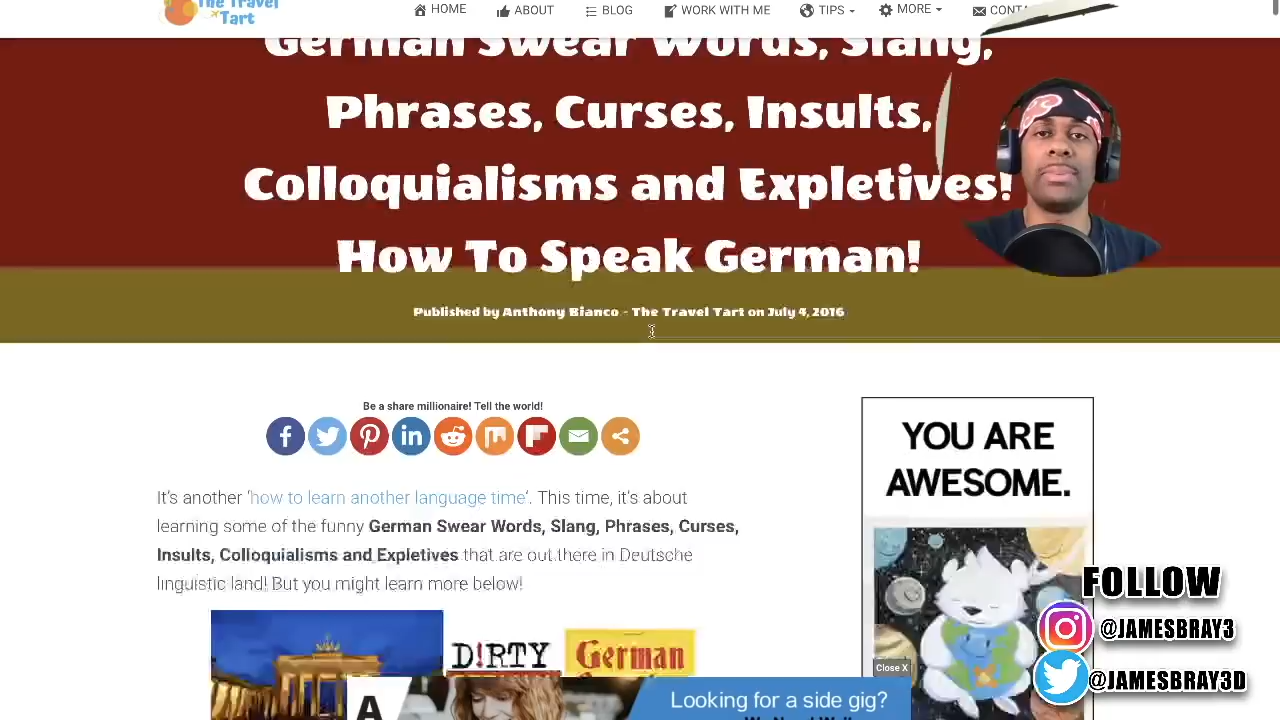 The Travel
Tart
HOME
ABOUT
BLOG
WORK WITH ME
TIPS
MORE
German Swear Words, Slang,
Phrases, Curses, Insults,
Colloquialisms and Expletives!
How To Speak German!
Published by Anthony Bianco - The Travel Tart on July 4, 2016
Be a share millionaire! Tell the world!
It's another 'how to learn another language time'. This time, it's about
learning some of the funny German Swear Words, Slang, Phrases, Curses,
Insults, Colloquialisms and Expletives that are out there in Deutsche
linguistic land! But you might learn more below!
D!RTY
German
A
Looking for a side gig?
YOU ARE
AWESOME.
Close X
FOLLOW
@JAMESBRAY3
@JAMESBRAY3D